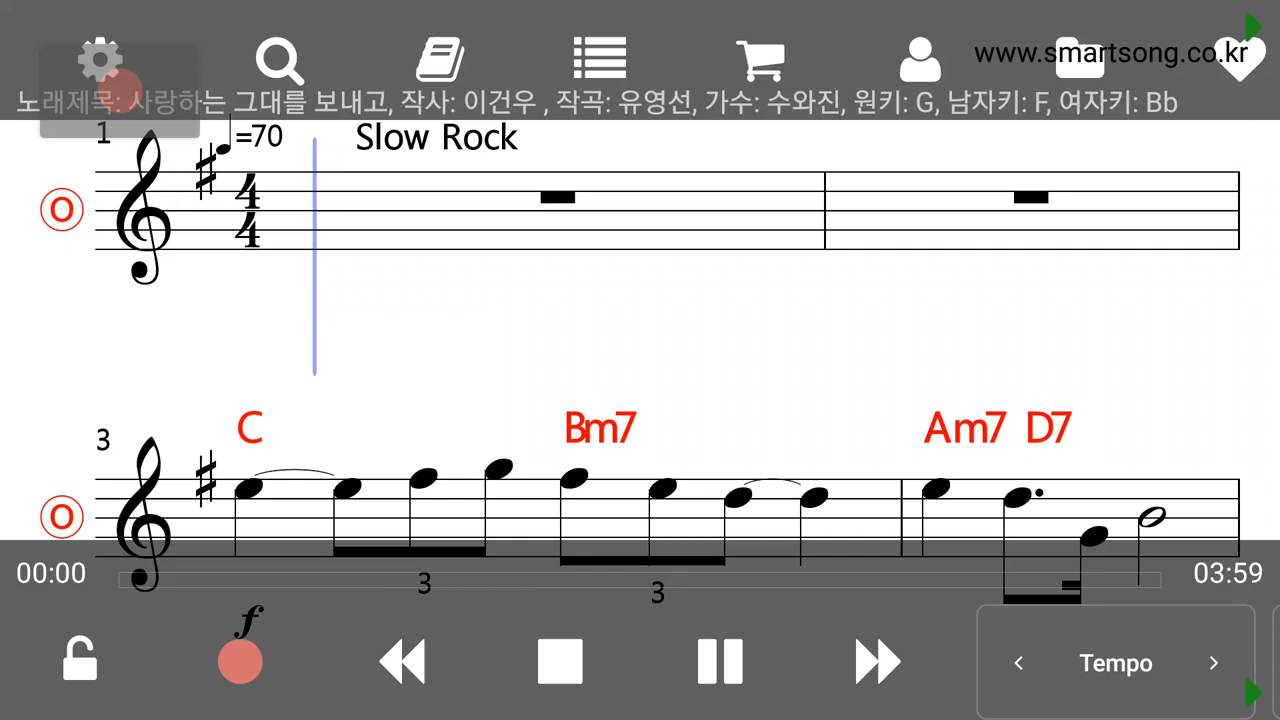 www.smartsong.co.kr
노래제목: 사랑하는 그대를 보내고, 작사: 이건우 , 작곡: 유영선, 가수: 수와진, 원키: G, 남자키: F, 여자키: Bb
1 =70 Slow Rock
4
4
O
C Bm7 Am7 D7
3
O
00:00 03:59
3 3
f
< Tempo >